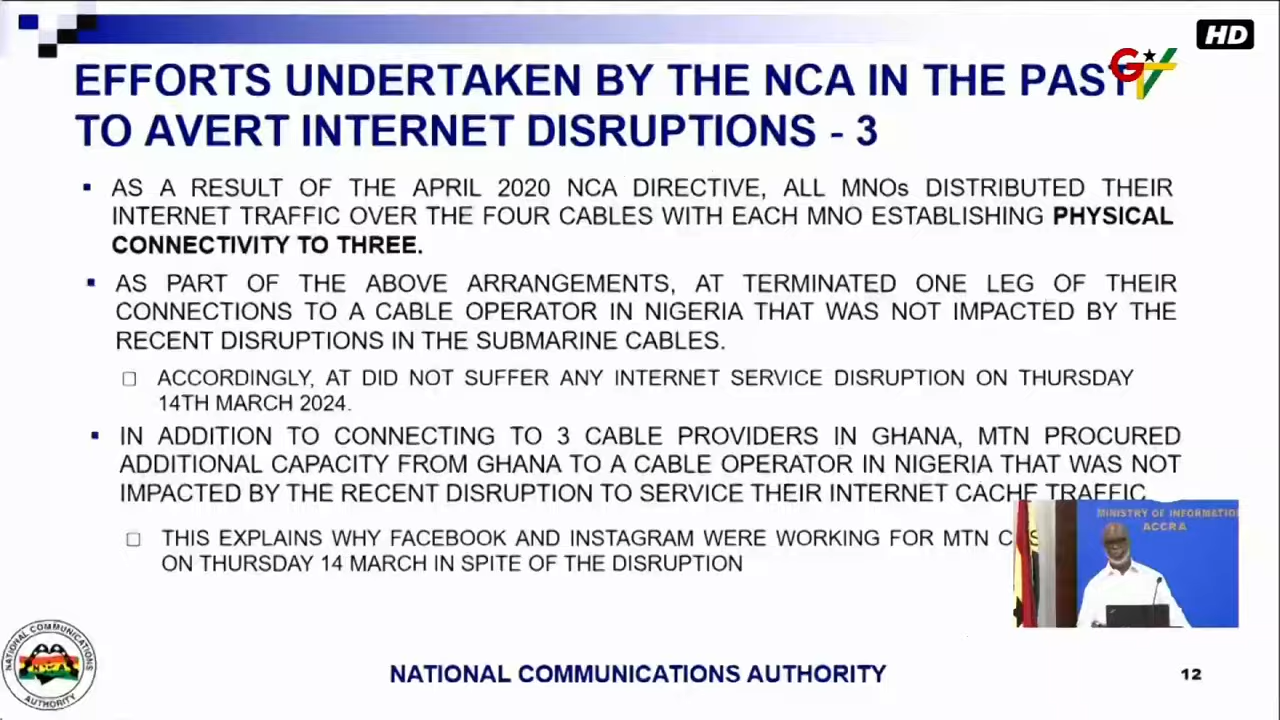 HD
GTV
EFFORTS UNDERTAKEN BY THE NCA IN THE PAST
TO AVERT INTERNET DISRUPTIONS - 3
▪ AS A RESULT OF THE APRIL 2020 NCA DIRECTIVE, ALL MNOs DISTRIBUTED THEIR
INTERNET TRAFFIC OVER THE FOUR CABLES WITH EACH MNO ESTABLISHING PHYSICAL
CONNECTIVITY TO THREE.
▪ AS PART OF THE ABOVE ARRANGEMENTS, AT TERMINATED ONE LEG OF THEIR
CONNECTIONS TO A CABLE OPERATOR IN NIGERIA THAT WAS NOT IMPACTED BY THE
RECENT DISRUPTIONS IN THE SUBMARINE CABLES.
□ ACCORDINGLY, AT DID NOT SUFFER ANY INTERNET SERVICE DISRUPTION ON THURSDAY
14TH MARCH 2024.
▪ IN ADDITION TO CONNECTING TO 3 CABLE PROVIDERS IN GHANA, MTN PROCURED
ADDITIONAL CAPACITY FROM GHANA TO A CABLE OPERATOR IN NIGERIA THAT WAS NOT
IMPACTED BY THE RECENT DISRUPTION TO SERVICE THEIR INTERNET CACHE TRAFFIC
□ THIS EXPLAINS WHY FACEBOOK AND INSTAGRAM WERE WORKING FOR MTN
ON THURSDAY 14 MARCH IN SPITE OF THE DISRUPTION
MINISTRY OF INFORMATION
ACCRA
NATIONAL COMMUNICATIONS
AUTHORITY
NATIONAL COMMUNICATIONS AUTHORITY
12